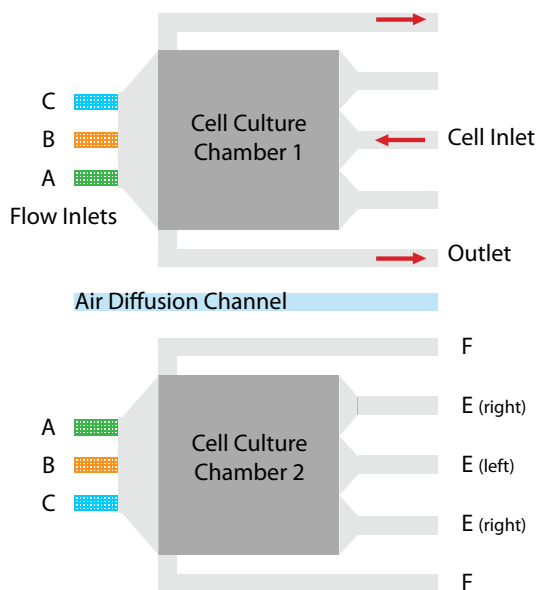 C
B
A
Flow Inlets
Cell Culture
Chamber 1
Cell Inlet
Outlet
Air Diffusion Channel
F
E (right)
A
B
C
Cell Culture
Chamber 2
E (left)
E (right)
F